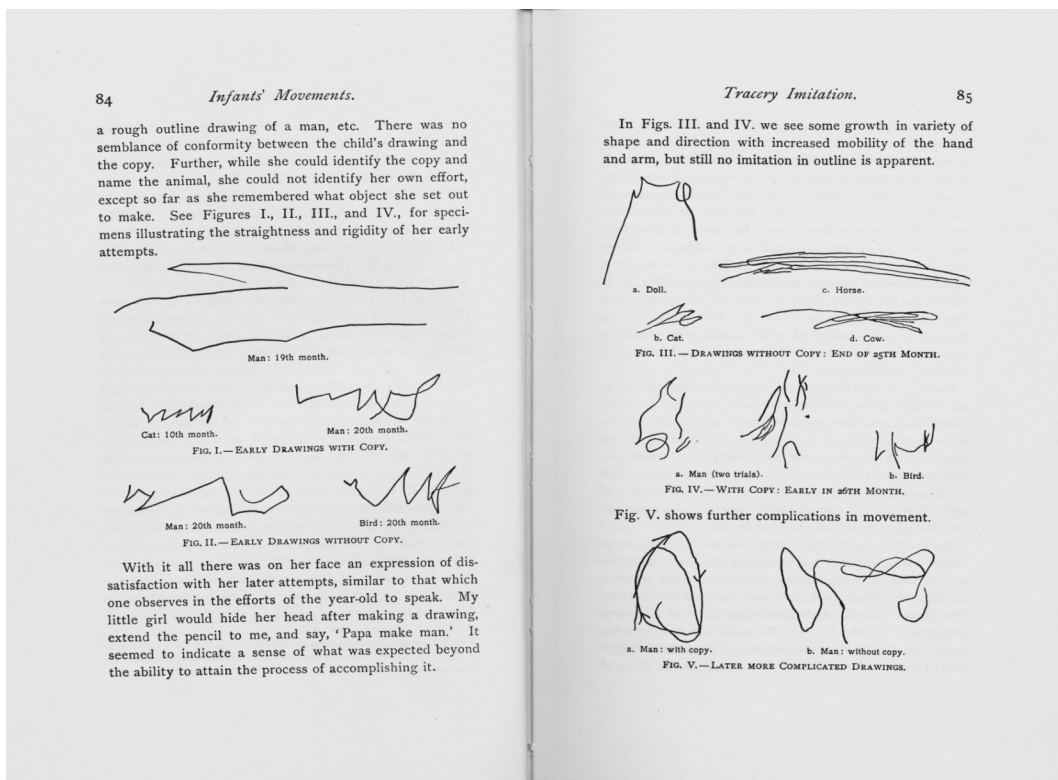 84
Infants' Movements.
a rough outline drawing of a man, etc. There was no
semblance of conformity between the child's drawing and
the copy. Further, while she could identify the copy and
name the animal, she could not identify her own effort,
except so far as she remembered what object she set out
to make. See Figures I., II., III., and IV., for speci-
mens illustrating the straightness and rigidity of her early
attempts.
Man: 19th month.
Cat: 10th month.
Man: 20th month.
FIG. I.—EARLY DRAWINGS WITH COPY.
Man: 20th month.
Bird: 20th month.
FIG. II.—EARLY DRAWINGS WITHOUT COPY.
With it all there was on her face an expression of dis-
satisfaction with her later attempts, similar to that which
one observes in the efforts of the year-old to speak. My
little girl would hide her head after making a drawing,
extend the pencil to me, and say, 'Papa make man.' It
seemed to indicate a sense of what was expected beyond
the ability to attain the process of accomplishing it.
Tracery Imitation.
85
In Figs. III. and IV. we see some growth in variety of
shape and direction with increased mobility of the hand
and arm, but still no imitation in outline is apparent.
a. Doll.
c. Horse.
b. Cat.
d. Cow.
FIG. III.—DRAWINGS WITHOUT COPY: END OF 25TH MONTH.
a. Man (two trials).
b. Bird.
FIG. IV.—WITH COPY: EARLY IN 26TH MONTH.
Fig. V. shows further complications in movement.
a. Man: with copy.
b. Man: without copy.
FIG. V.—LATER MORE COMPLICATED DRAWINGS.